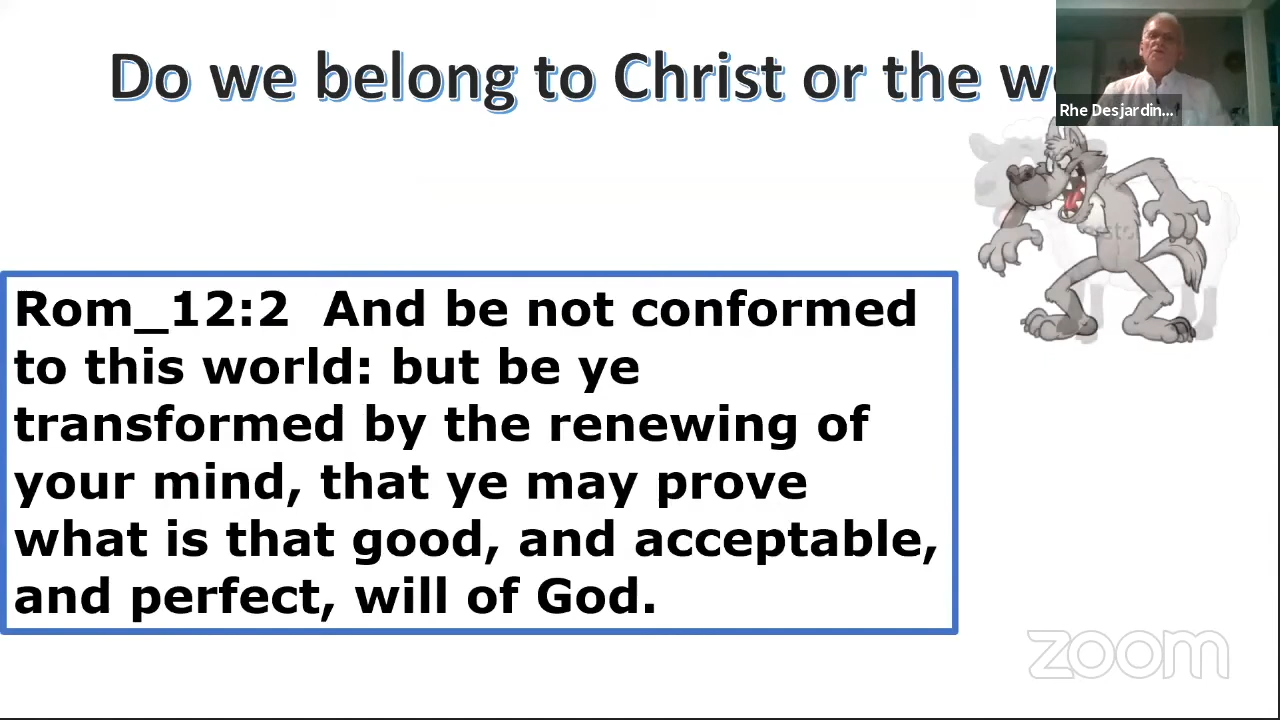 Do we belong to Christ or the
Rhe Desjardin...
Rom_12:2 And be not conformed
to this world: but be ye
transformed by the renewing of
your mind, that ye may prove
what is that good, and acceptable,
and perfect, will of God.
zoom